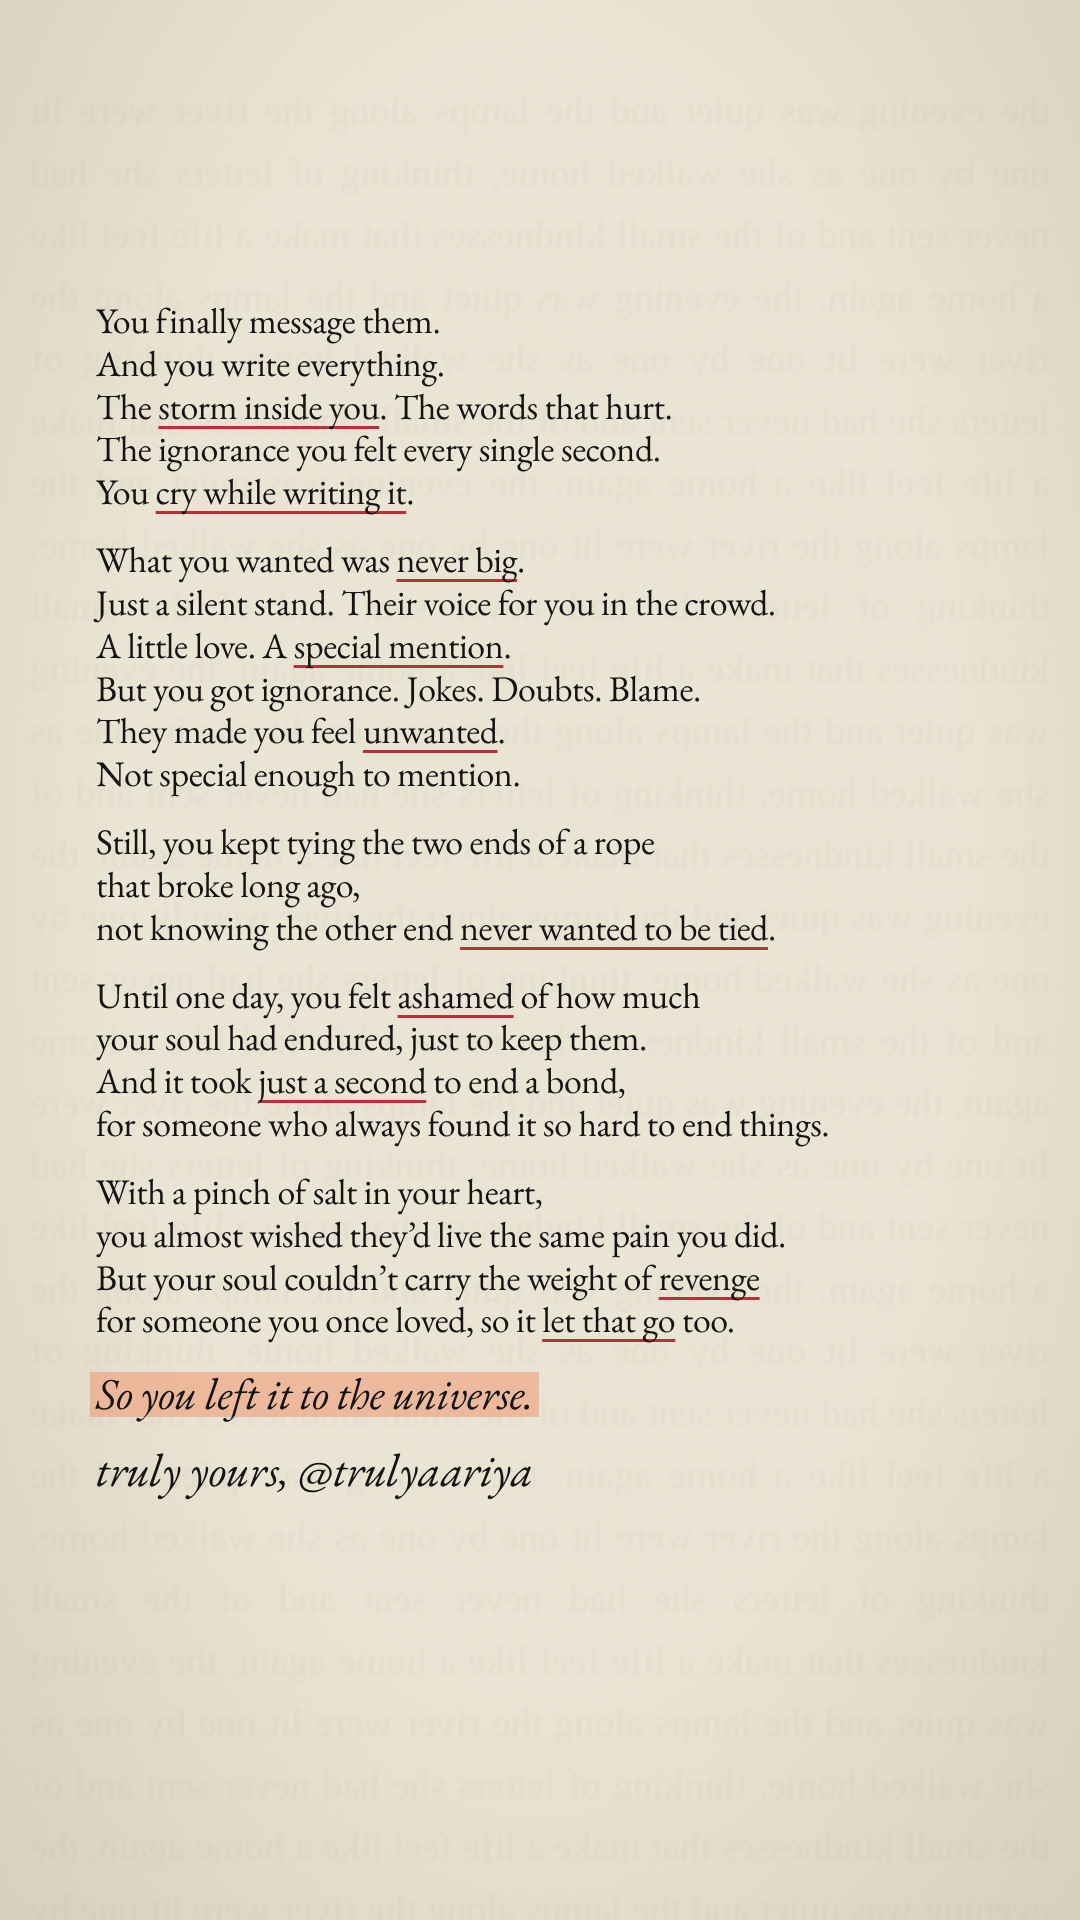 You finally message them.
And you write everything.
The storm inside you. The words that hurt.
The ignorance you felt every single second.
You cry while writing it.
What you wanted was never big.
Just a silent stand. Their voice for you in the crowd.
A little love. A special mention.
But you got ignorance. Jokes. Doubts. Blame.
They made you feel unwanted.
Not special enough to mention.
Still, you kept tying the two ends of a rope
that broke long ago,
not knowing the other end never wanted to be tied.
Until one day, you felt ashamed of how much
your soul had endured, just to keep them.
And it took just a second to end a bond,
for someone who always found it so hard to end things.
With a pinch of salt in your heart,
you almost wished they’d live the same pain you did.
But your soul couldn’t carry the weight of revenge
for someone you once loved, so it let that go too.
So you left it to the universe.
truly yours, @trulyaariya